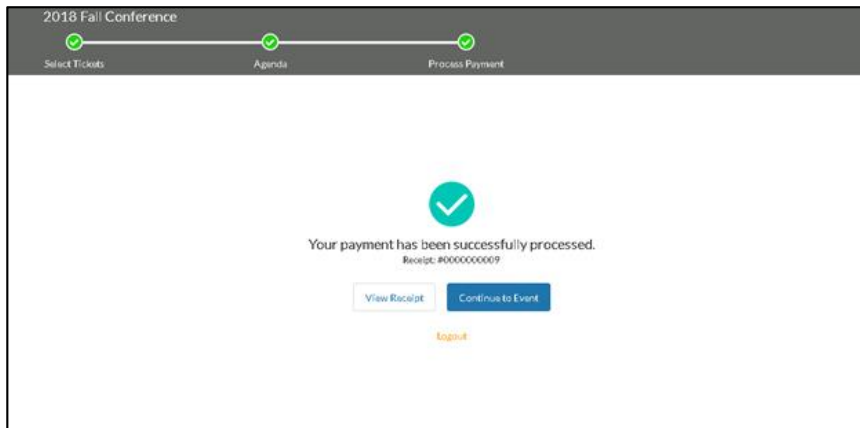 2018 Fall Conference
Select Tickets Agenda Process Payment
Your payment has been successfully processed.
Receipt: #0000000009
View Receipt Continue to Event
Logout